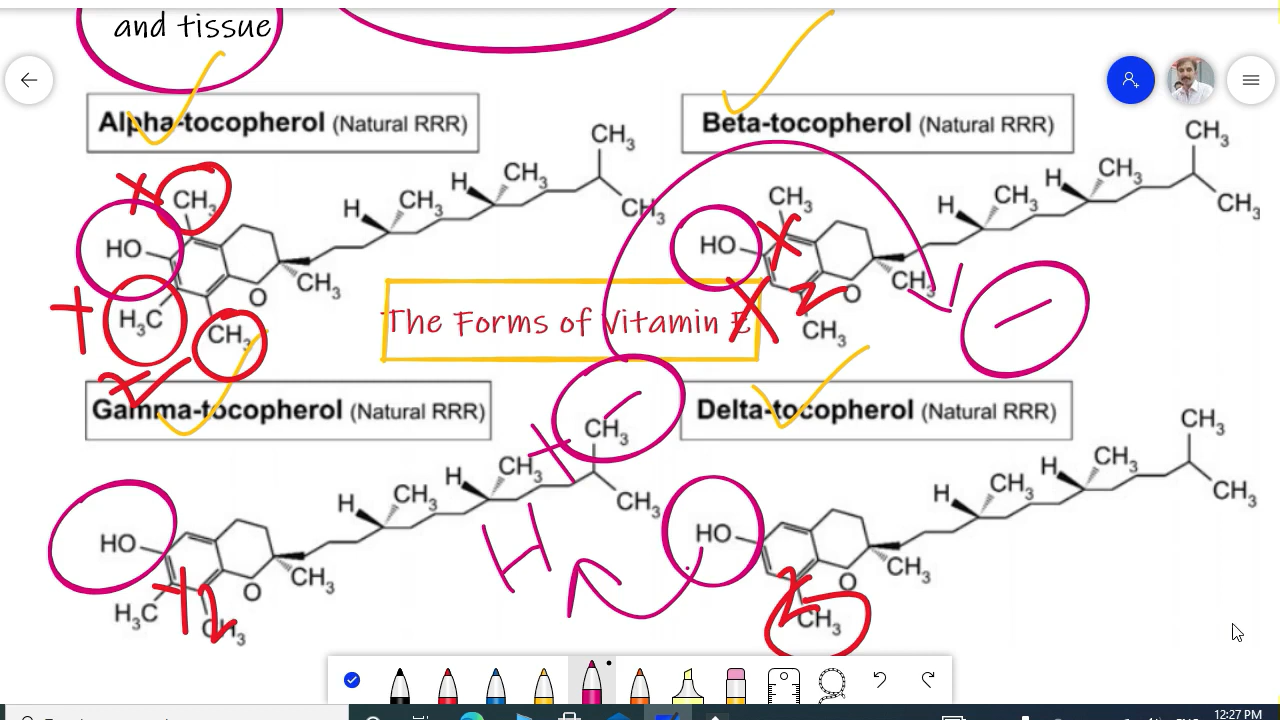 and tissue
Alpha-tocopherol (Natural RRR)
Beta-tocopherol (Natural RRR)
CH3
CH3
H
CH3
CH3
H
CH3
CH3
CH3
CH3
H
CH3
H
CH3
HO
HO
O
CH3
O
CH3
H3C
CH3
CH3
2
The Forms of Vitamin E
Gamma-tocopherol (Natural RRR)
Delta-tocopherol (Natural RRR)
CH3
CH3
H
CH3
CH3
H
CH3
CH3
H
CH3
H
CH3
H
HO
HO
O
CH3
O
CH3
H3C
CH3
2
CH3
12:27 PM